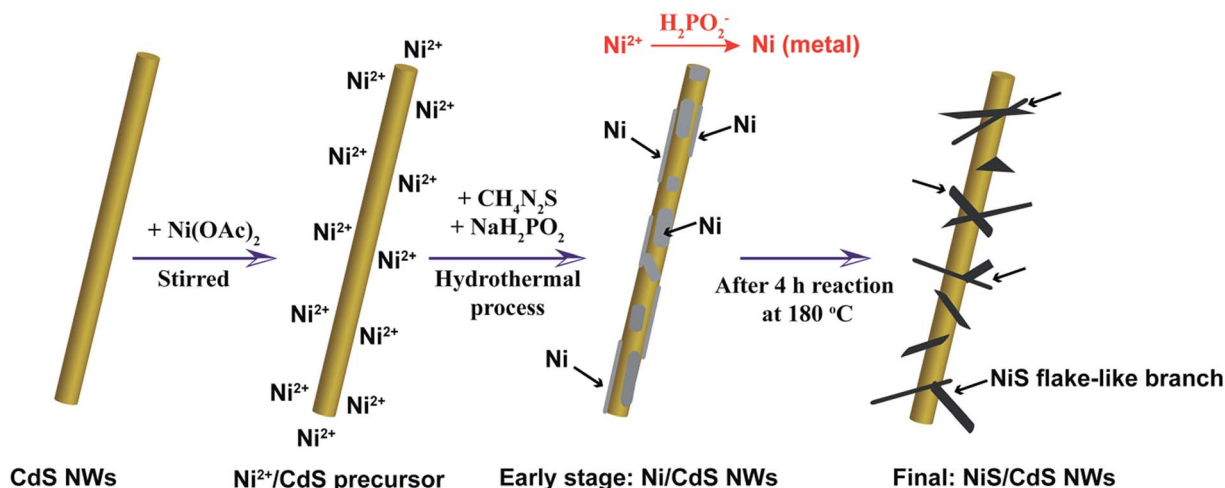 Ni²⁺ H₂PO₂⁻ Ni (metal)
Ni²⁺
Ni²⁺
Ni²⁺
Ni²⁺
Ni²⁺
Ni²⁺
Ni²⁺
Ni²⁺
Ni²⁺
Ni²⁺
Ni²⁺
Ni²⁺
+ Ni(OAc)₂
Stirred
+ CH₄N₂S
+ NaH₂PO₂
Hydrothermal
process
Ni
Ni
Ni
Ni
After 4 h reaction
at 180 °C
NiS flake-like branch
CdS NWs
Ni²⁺/CdS precursor
Early stage: Ni/CdS NWs
Final: NiS/CdS NWs